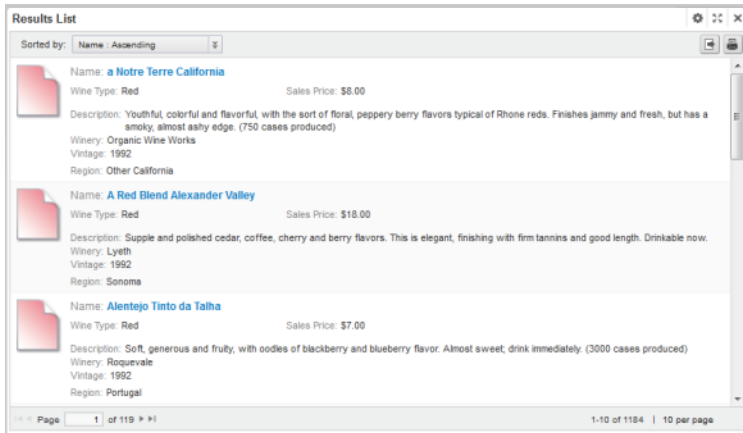 Results List
Sorted by: Name : Ascending
Name: a Notre Terre California
Wine Type: Red Sales Price: $8.00
Description: Youthful, colorful and flavorful, with the sort of floral, peppery berry flavors typical of Rhone reds. Finishes jammy and fresh, but has a
smoky, almost ashy edge. (750 cases produced)
Winery: Organic Wine Works
Vintage: 1992
Region: Other California
Name: A Red Blend Alexander Valley
Wine Type: Red Sales Price: $18.00
Description: Supple and polished cedar, coffee, cherry and berry flavors. This is elegant, finishing with firm tannins and good length. Drinkable now.
Winery: Lyeth
Vintage: 1992
Region: Sonoma
Name: Alentejo Tinto da Talha
Wine Type: Red Sales Price: $7.00
Description: Soft, generous and fruity, with oodles of blackberry and blueberry flavor. Almost sweet; drink immediately. (3000 cases produced)
Winery: Roquevale
Vintage: 1992
Region: Portugal
Page 1 of 119 1-10 of 1184 | 10 per page